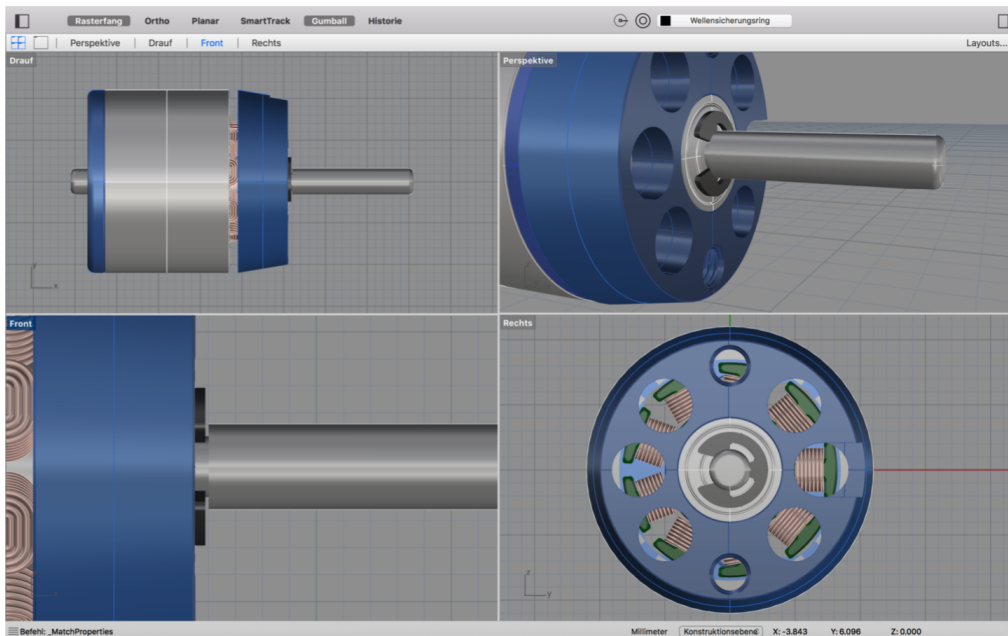 Rasterfang Ortho Planar SmartTrack Gumball Historie Wellensicherungsring
Perspektive Drauf Front Rechts Layouts...
Drauf
Perspektive
y
x
Front
Rechts
x
z
y
Befehl: _MatchProperties Millimeter Konstruktionsebene X: -3.843 Y: 6.096 Z: 0.000